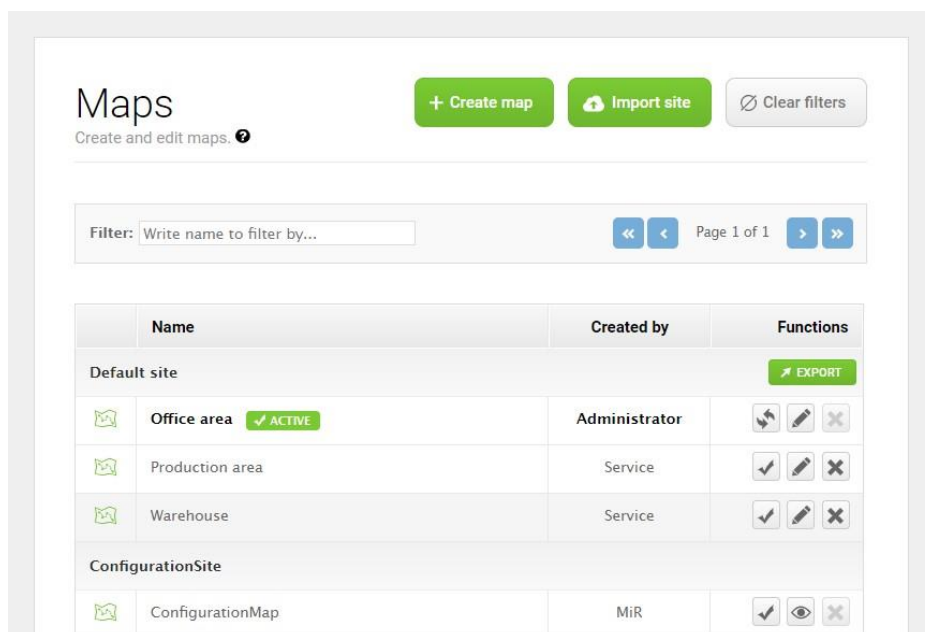 Maps
+ Create map
Import site
Clear filters
Create and edit maps. ?
Filter: Write name to filter by...
« ‹ Page 1 of 1 › »
Name Created by Functions
Default site EXPORT
Office area ACTIVE Administrator
Production area Service
Warehouse Service
ConfigurationSite
ConfigurationMap MiR